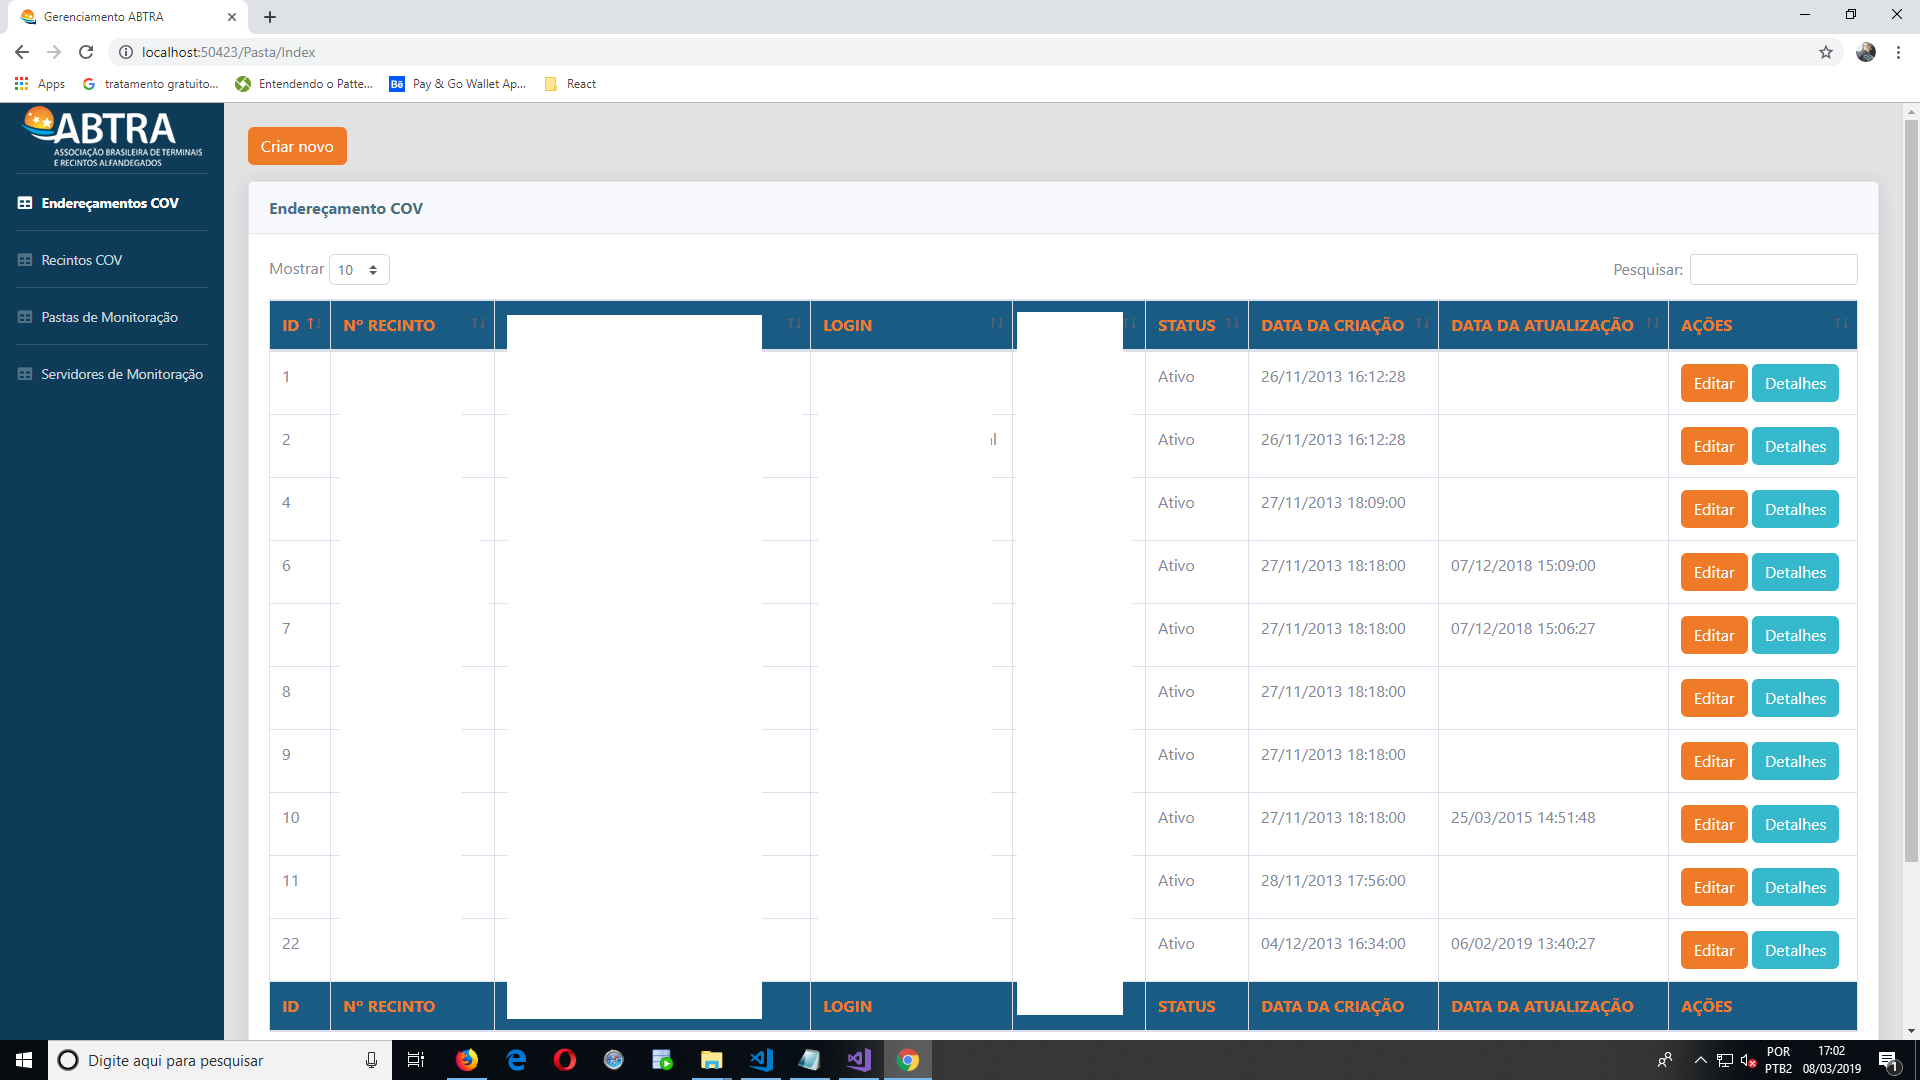 Gerenciamento ABTRA
localhost:50423/Pasta/Index
Apps
tratamento gratuito...
Entendendo o Patte...
Bē
Pay & Go Wallet Ap...
React
ABTRA
ASSOCIAÇÃO BRASILEIRA DE TERMINAIS
E RECINTOS ALFANDEGADOS
Endereçamentos COV
Recintos COV
Pastas de Monitoração
Servidores de Monitoração
Criar novo
Endereçamento COV
Mostrar 10
Pesquisar:
ID Nº RECINTO LOGIN STATUS DATA DA CRIAÇÃO DATA DA ATUALIZAÇÃO AÇÕES
1 Ativo 26/11/2013 16:12:28 Editar Detalhes
2 Ativo 26/11/2013 16:12:28 Editar Detalhes
4 Ativo 27/11/2013 18:09:00 Editar Detalhes
6 Ativo 27/11/2013 18:18:00 07/12/2018 15:09:00 Editar Detalhes
7 Ativo 27/11/2013 18:18:00 07/12/2018 15:06:27 Editar Detalhes
8 Ativo 27/11/2013 18:18:00 Editar Detalhes
9 Ativo 27/11/2013 18:18:00 Editar Detalhes
10 Ativo 27/11/2013 18:18:00 25/03/2015 14:51:48 Editar Detalhes
11 Ativo 28/11/2013 17:56:00 Editar Detalhes
22 Ativo 04/12/2013 16:34:00 06/02/2019 13:40:27 Editar Detalhes
ID Nº RECINTO LOGIN STATUS DATA DA CRIAÇÃO DATA DA ATUALIZAÇÃO AÇÕES
Digite aqui para pesquisar
POR
PTB2
17:02
08/03/2019
1